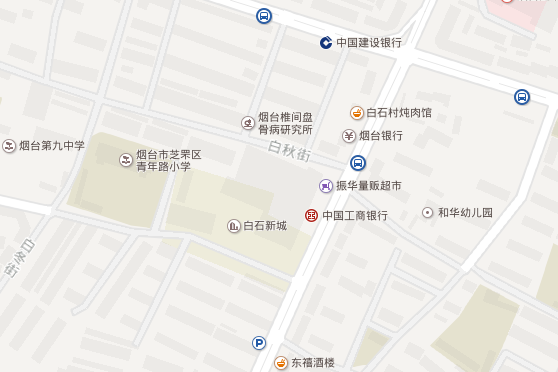 中国建设银行
白石村炖肉馆
烟台椎间盘
骨病研究所
烟台银行
烟台第九中学
白秋街
烟台市芝罘区
青年路小学
振华量贩超市
中国工商银行
和华幼儿园
白石新城
P
东禧酒楼